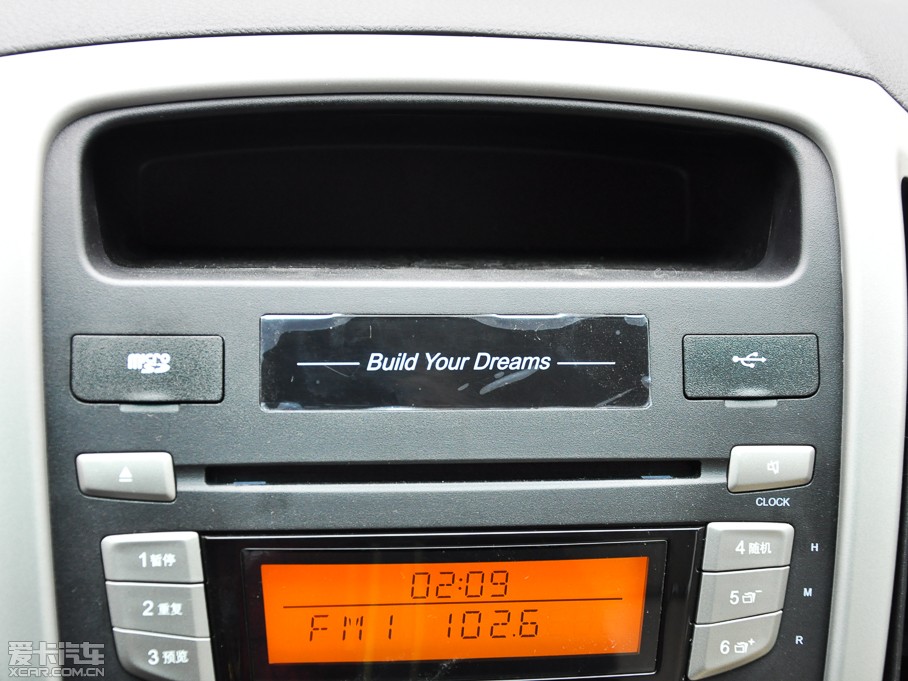 MICRO SD
Build Your Dreams
CLOCK
1暂停
4随机 H
02:09
2重复
5 M
FM1 102.6
3预览
6 R
爱卡汽车
XCAR.COM.CN